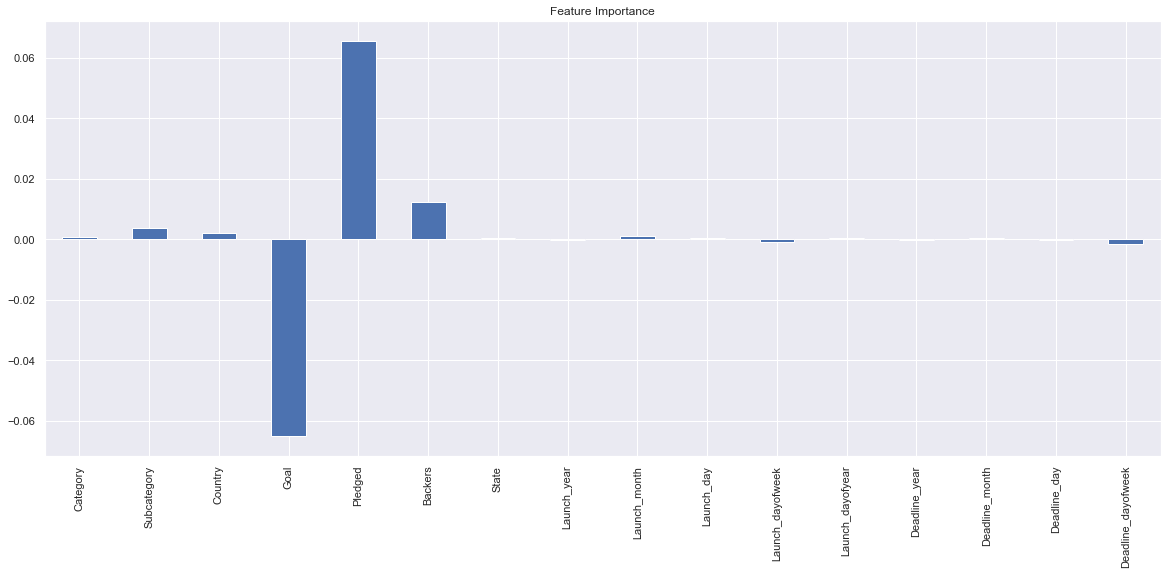 Feature Importance
0.06
0.04
0.02
0.00
−0.02
−0.04
−0.06
Category
Subcategory
Country
Goal
Pledged
Backers
State
Launch_year
Launch_month
Launch_day
Launch_dayofweek
Launch_dayofyear
Deadline_year
Deadline_month
Deadline_day
Deadline_dayofweek